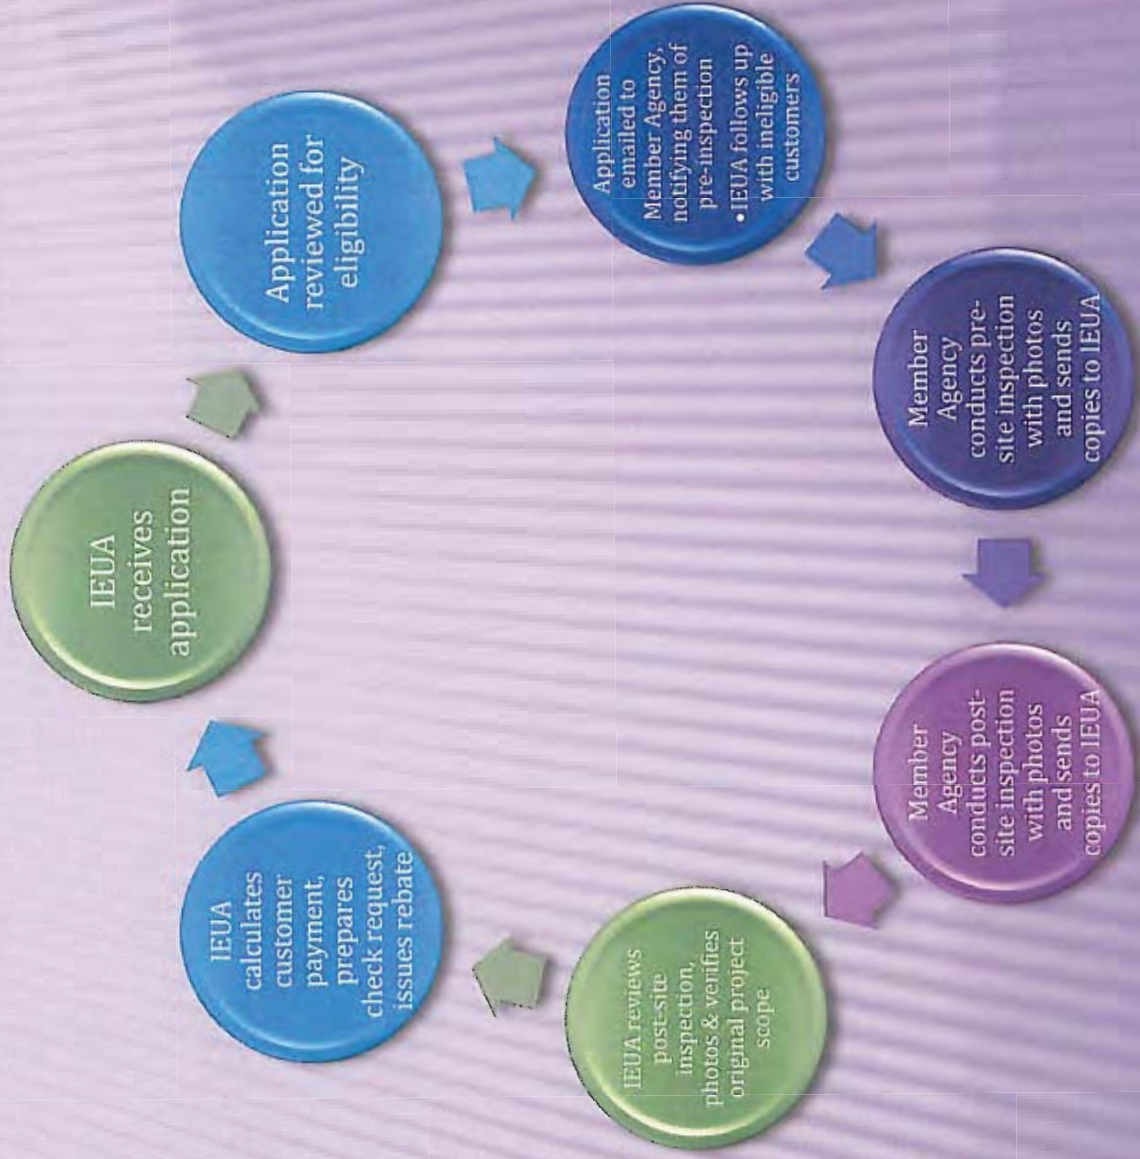 IEUA
receives
application
Application
reviewed for
eligibility
Application
emailed to
Member Agency,
notifying them of
pre-inspection
•IEUA follows up
with ineligible
customers
Member
Agency
conducts pre-
site inspection
with photos
and sends
copies to IEUA
Member
Agency
conducts post-
site inspection
with photos
and sends
copies to IEUA
IEUA reviews
post-site
inspection,
photos & verifies
original project
scope
IEUA
calculates
customer
payment,
prepares
check request,
issues rebate